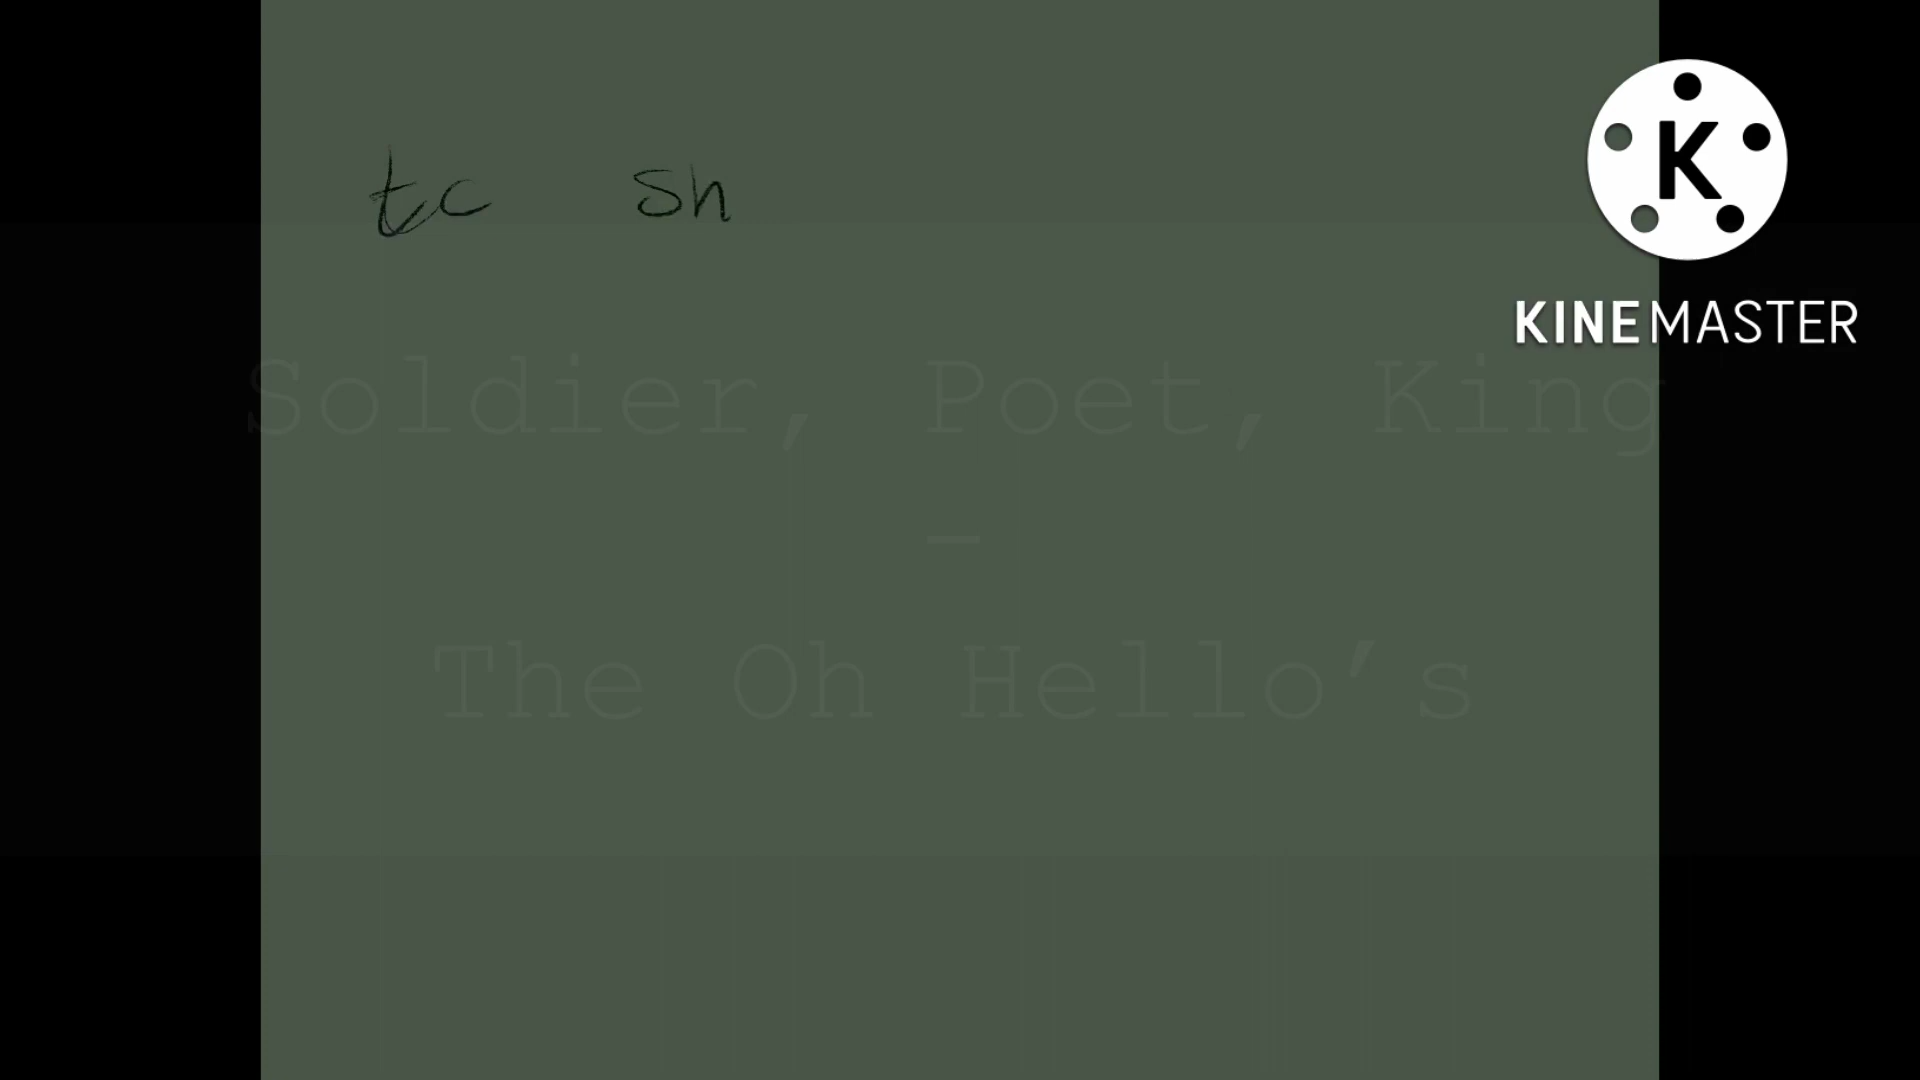 tc sh
KINEMASTER
Soldier, Poet, King
–
The Oh Hello’s